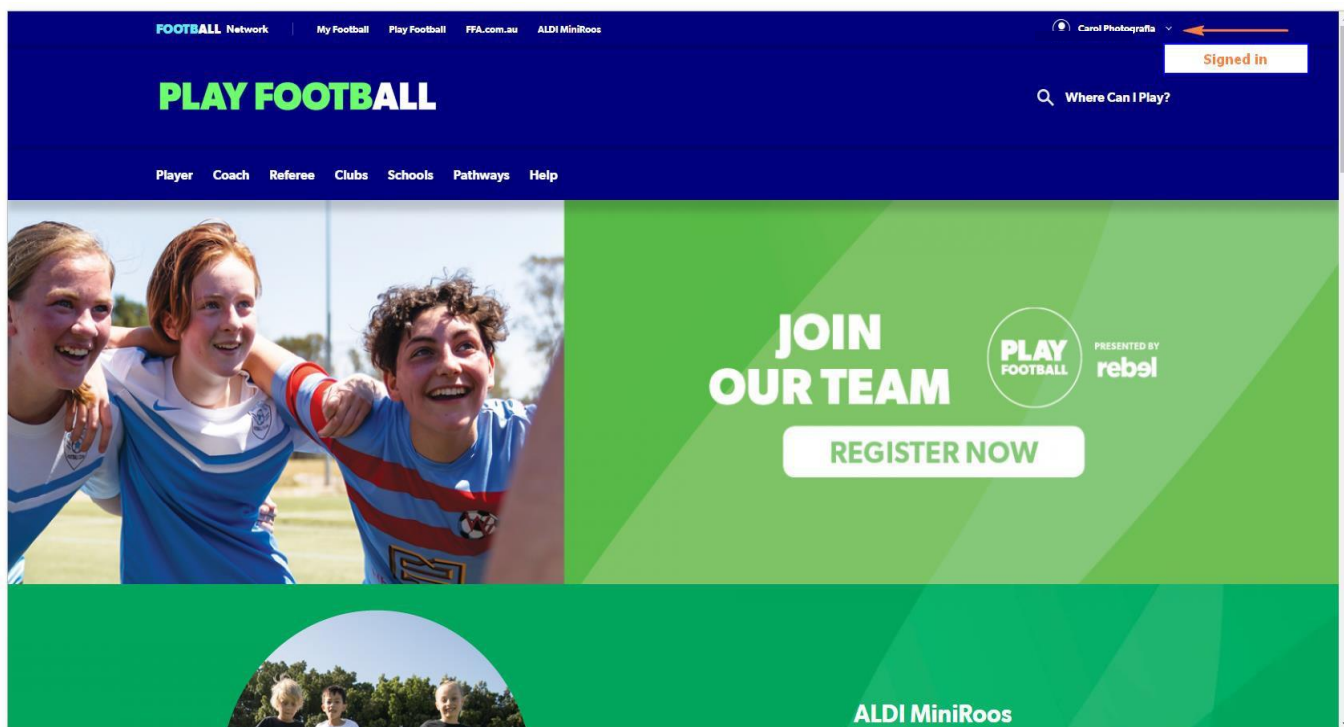 FOOTBALL Network
My Football
Play Football
FFA.com.au
ALDI MiniRoos
Carol Photografia
Signed in
PLAY FOOTBALL
Where Can I Play?
Player
Coach
Referee
Clubs
Schools
Pathways
Help
JOIN
OUR TEAM
PLAY
FOOTBALL
PRESENTED BY
rebel
REGISTER NOW
ALDI MiniRoos